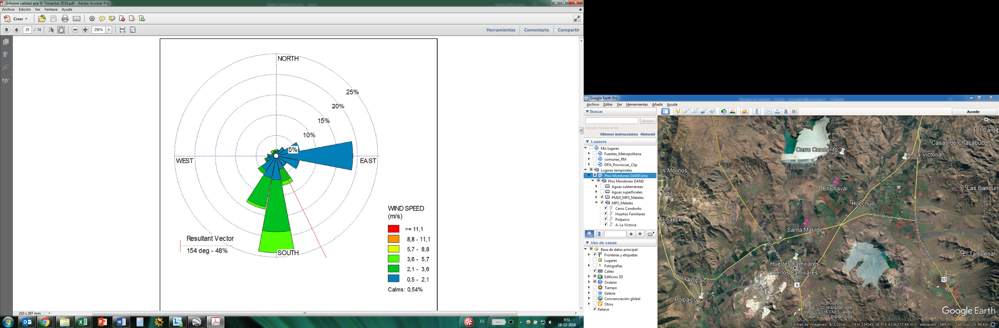 Informe calidad aire IV Trimestre 2016.pdf - Adobe Acrobat Pro
Archivo Edición Ver Ventana Ayuda
Crear
25 / 74
250%
Herramientas Comentario Compartir
NORTH
25%
20%
15%
10%
5%
WEST
EAST
SOUTH
Resultant Vector
154 deg - 48%
WIND SPEED
(m/s)
>= 11,1
8,8 - 11,1
5,7 - 8,8
3,6 - 5,7
2,1 - 3,6
0,5 - 2,1
Calms: 0,54%
210 x 297 mm
ES
9:51
18-12-2018
Google Earth Pro
Archivo Editar Ver Herramientas Añadir Ayuda
Buscar
Buscar
ejemplo: Restaurantes
Obtener instrucciones Historial
Lugares
Mis lugares
Fuentes_Metropolitana
comunas_RM
DPA_Provincias_Clip
Lugares temporales
Ptos Monitoreo DAND.kmz
Ptos Monitoreo DAND
Aguas subterráneas
Aguas superficiales
PM10_MPS_Metales
MPS_Metales
Cerro Condorito
Huertos Familiares
Polpaico
A. La Victoria
Uso de capas
Base de datos principal
Fronteras y etiquetas
Lugares
Fotografías
Calles
Edificios 3D
Océano
Tiempo
Galería
Concienciación global
Otros
Relieve
Accede
N
El Cardit
Casas de Chacabuco
Cerro Condorito
A. La Victoria
Los Molinos
Chacabuco
El Chaval
Las Bandurr
Tiltil
Huechun
Quilapilún
El Sauce
Santa Matilde
Panamericana Nte
Autopista Los Libertadores
El Talhuenal
Huertos Familiares
Huertos Familiares
Polpaico
57
5
Polpaico
© 2018 Google
Image © 2018 DigitalGlobe
Image © 2018 CNES / Airbus
Image © 2018 DigitalGlobe
Google Earth
Fechas de imágenes: 8/3/2018 19 H 334545.38 m E 6336271.49 m S elevación 589 m alt. ojo 25.94 km